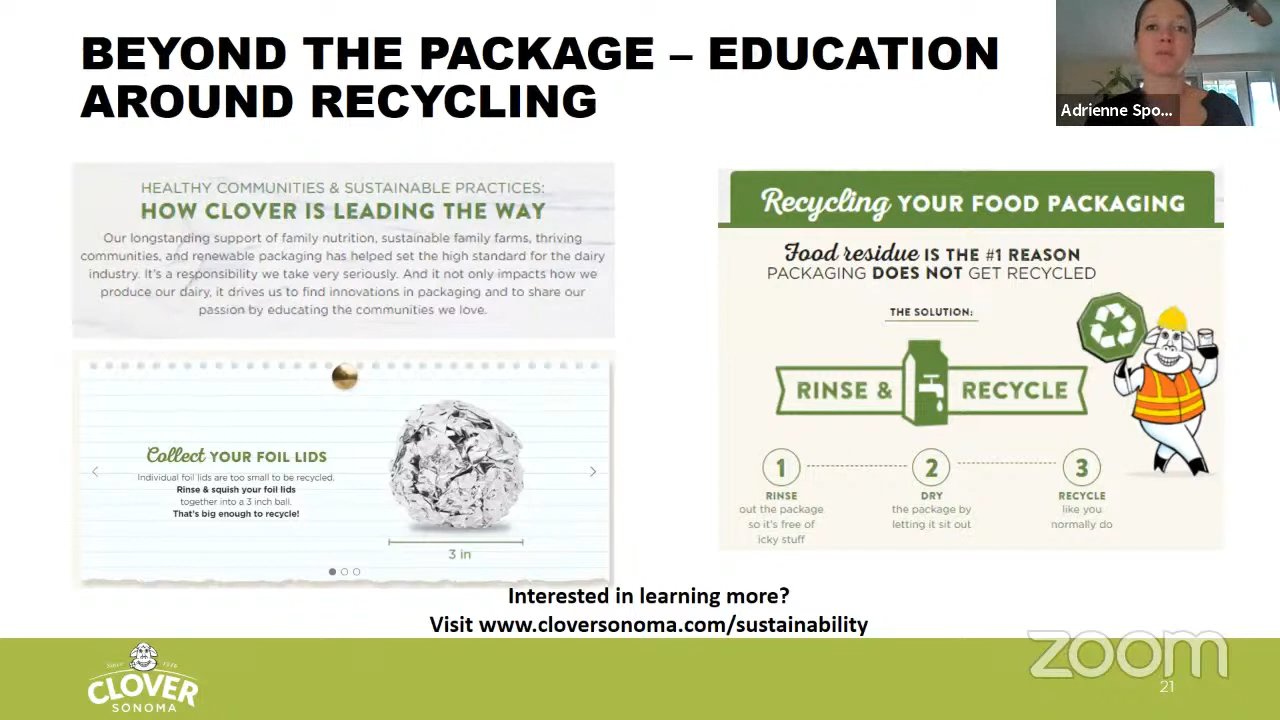 BEYOND THE PACKAGE – EDUCATION
AROUND RECYCLING
Adrienne Spo...
HEALTHY COMMUNITIES & SUSTAINABLE PRACTICES:
HOW CLOVER IS LEADING THE WAY
Our longstanding support of family nutrition, sustainable family farms, thriving
communities, and renewable packaging has helped set the high standard for the dairy
industry. It's a responsibility we take very seriously. And it not only impacts how we
produce our dairy, it drives us to find innovations in packaging and to share our
passion by educating the communities we love.
Collect YOUR FOIL LIDS
Individual foil lids are too small to be recycled.
Rinse & squish your foil lids
together into a 3 inch ball.
That's big enough to recycle!
3 in
Recycling YOUR FOOD PACKAGING
Food residue IS THE #1 REASON
PACKAGING DOES NOT GET RECYCLED
THE SOLUTION:
RINSE & RECYCLE
1
RINSE
out the package
so it's free of
icky stuff
2
DRY
the package by
letting it sit out
3
RECYCLE
like you
normally do
Interested in learning more?
Visit www.cloversonoma.com/sustainability
CLOVER
SONOMA
zoom
21